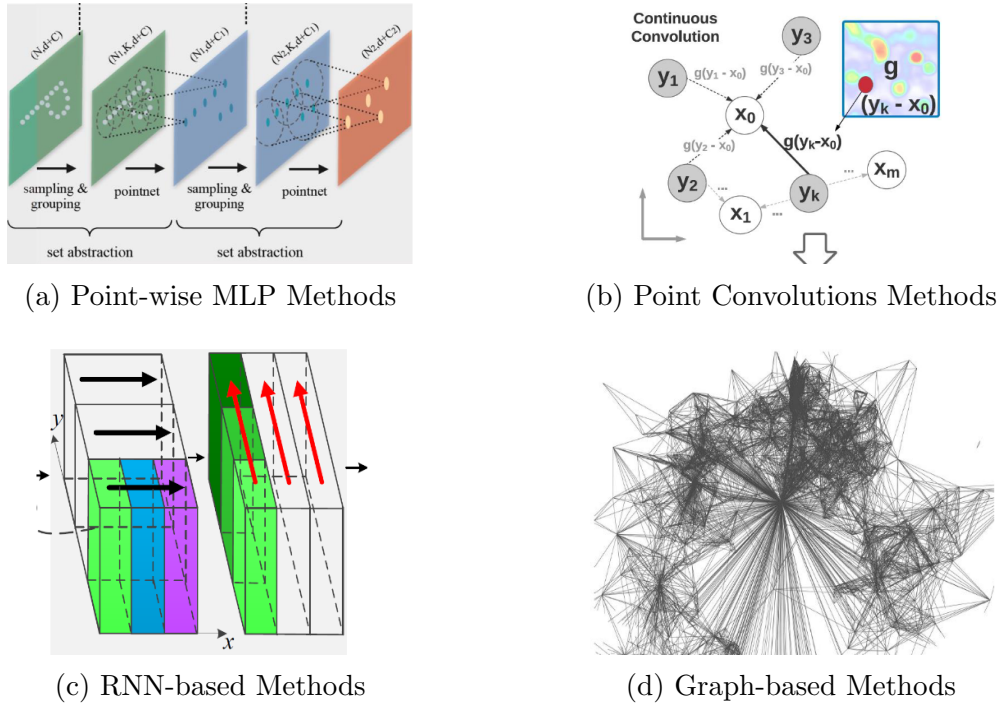 (N,d+C)
(N₁,K,d+C)
(N₁,d+C₁)
(N₂,K,d+C₁)
(N₂,d+C₂)
sampling &
grouping
pointnet
sampling &
grouping
pointnet
set abstraction
set abstraction
(a) Point-wise MLP Methods
Continuous
Convolution
y₃
y₁
g(y₁ - x₀)
g(y₃ - x₀)
g
(yₖ - x₀)
x₀
g(y₂ - x₀)
g(yₖ-x₀)
y₂
...
...
xₘ
yₖ
x₁
...
(b) Point Convolutions Methods
y
x
(c) RNN-based Methods
(d) Graph-based Methods